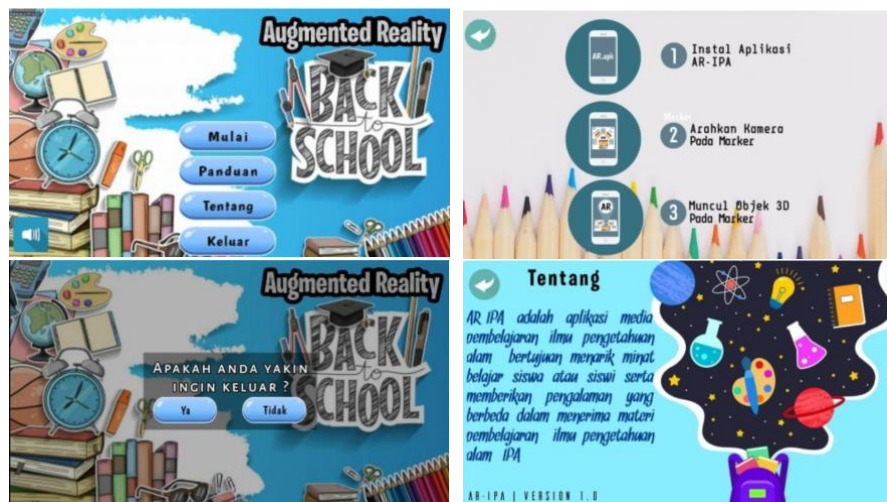 Augmented Reality
BACK
to
SCHOOL
Mulai
Panduan
Tentang
Keluar
AR.apk
1 Instal Aplikasi
AR-IPA
Marker
2 Arahkan Kamera
Pada Marker
AR
3 Muncul Objek 3D
Pada Marker
Augmented Reality
BACK
to
SCHOOL
APAKAH ANDA YAKIN
INGIN KELUAR ?
Ya Tidak
Tentang
AR IPA adalah aplikasi media
pembelajaran ilmu pengetahuan
alam bertujuan menarik minat
belajar siswa atau siswi serta
memberikan pengalaman yang
berbeda dalam menerima materi
pembelajaran ilmu pengetahuan
alam IPA
AR-IPA | VERSION 1.0